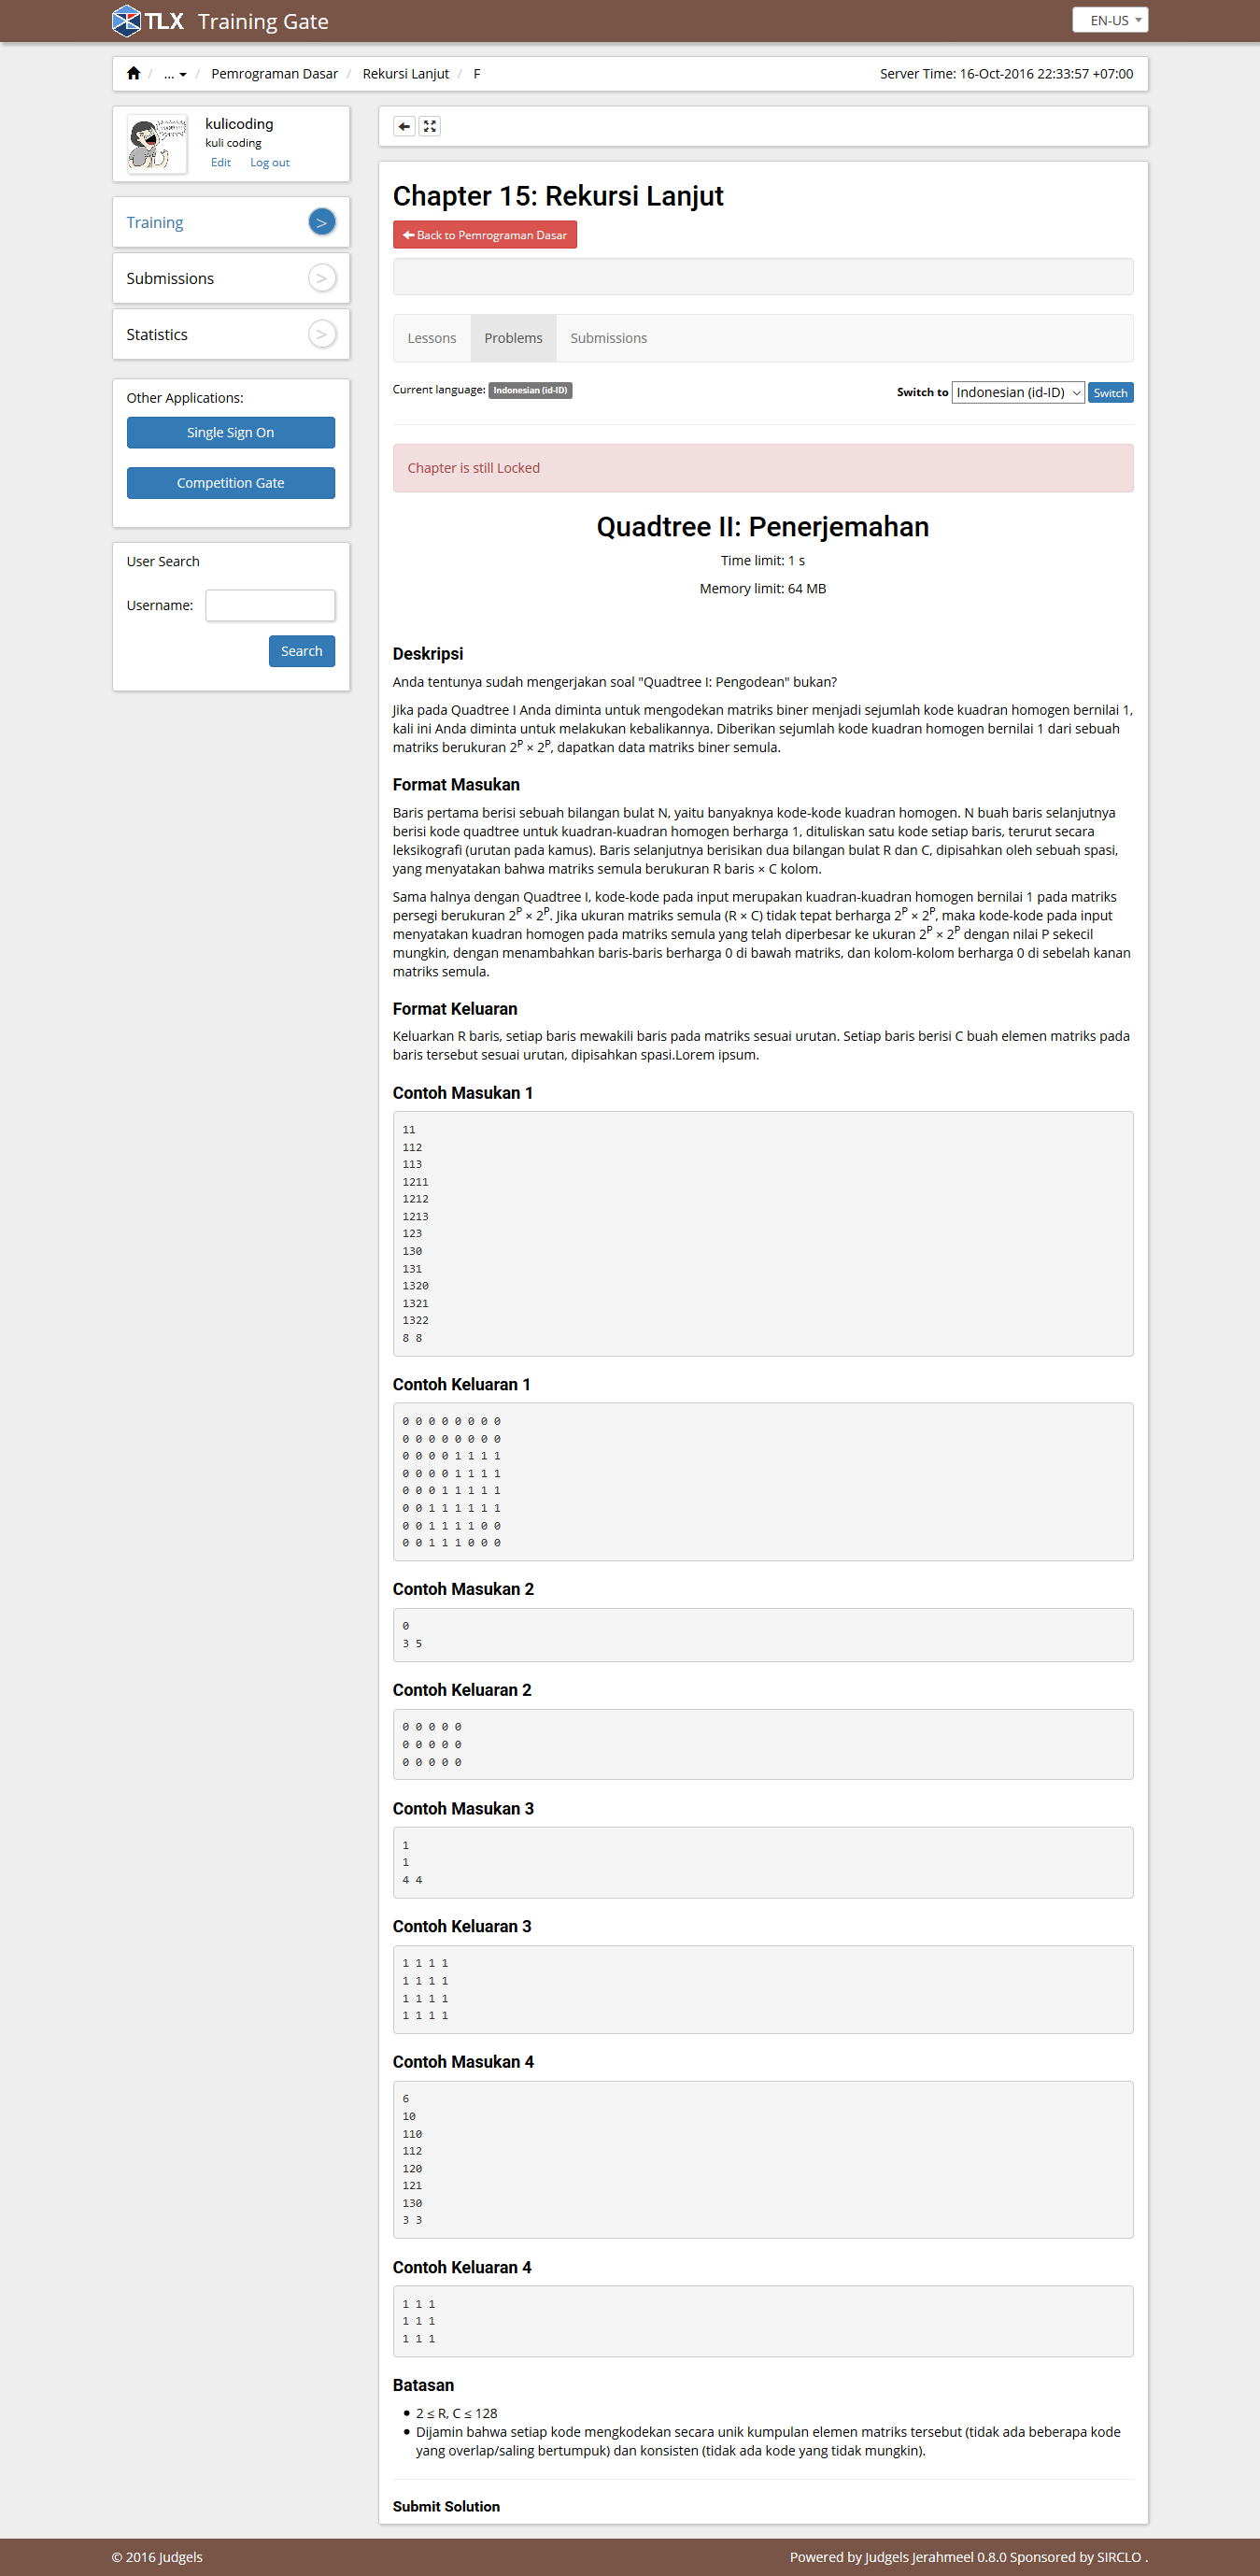 TLX Training Gate
EN-US
... Pemrograman Dasar / Rekursi Lanjut / F
Server Time: 16-Oct-2016 22:33:57 +07:00
kulicoding
kuli coding
Edit Log out
Training >
Submissions >
Statistics >
Other Applications:
Single Sign On
Competition Gate
User Search
Username:
Search
Chapter 15: Rekursi Lanjut
Back to Pemrograman Dasar
Lessons Problems Submissions
Current language: Indonesian (id-ID)
Switch to Indonesian (id-ID) Switch
Chapter is still Locked
Quadtree II: Penerjemahan
Time limit: 1 s
Memory limit: 64 MB
Deskripsi
Anda tentunya sudah mengerjakan soal "Quadtree I: Pengodean" bukan?
Jika pada Quadtree I Anda diminta untuk mengodekan matriks biner menjadi sejumlah kode kuadran homogen bernilai 1,
kali ini Anda diminta untuk melakukan kebalikannya. Diberikan sejumlah kode kuadran homogen bernilai 1 dari sebuah
matriks berukuran 2^P × 2^P, dapatkan data matriks biner semula.
Format Masukan
Baris pertama berisi sebuah bilangan bulat N, yaitu banyaknya kode-kode kuadran homogen. N buah baris selanjutnya
berisi kode quadtree untuk kuadran-kuadran homogen berharga 1, dituliskan satu kode setiap baris, terurut secara
leksikografi (urutan pada kamus). Baris selanjutnya berisikan dua bilangan bulat R dan C, dipisahkan oleh sebuah spasi,
yang menyatakan bahwa matriks semula berukuran R baris × C kolom.
Sama halnya dengan Quadtree I, kode-kode pada input merupakan kuadran-kuadran homogen bernilai 1 pada matriks
persegi berukuran 2^P × 2^P. Jika ukuran matriks semula (R × C) tidak tepat berharga 2^P × 2^P, maka kode-kode pada input
menyatakan kuadran homogen pada matriks semula yang telah diperbesar ke ukuran 2^P × 2^P dengan nilai P sekecil
mungkin, dengan menambahkan baris-baris berharga 0 di bawah matriks, dan kolom-kolom berharga 0 di sebelah kanan
matriks semula.
Format Keluaran
Keluarkan R baris, setiap baris mewakili baris pada matriks sesuai urutan. Setiap baris berisi C buah elemen matriks pada
baris tersebut sesuai urutan, dipisahkan spasi.Lorem ipsum.
Contoh Masukan 1
11
112
113
1211
1212
1213
123
130
131
1320
1321
1322
8 8
Contoh Keluaran 1
0 0 0 0 0 0 0 0
0 0 0 0 0 0 0 0
0 0 0 0 1 1 1 1
0 0 0 0 1 1 1 1
0 0 0 1 1 1 1 1
0 0 1 1 1 1 1 1
0 0 1 1 1 1 0 0
0 0 1 1 1 0 0 0
Contoh Masukan 2
0
3 5
Contoh Keluaran 2
0 0 0 0 0
0 0 0 0 0
0 0 0 0 0
Contoh Masukan 3
1
1
4 4
Contoh Keluaran 3
1 1 1 1
1 1 1 1
1 1 1 1
1 1 1 1
Contoh Masukan 4
6
10
110
112
120
121
130
3 3
Contoh Keluaran 4
1 1 1
1 1 1
1 1 1
Batasan
• 2 ≤ R, C ≤ 128
• Dijamin bahwa setiap kode mengkodekan secara unik kumpulan elemen matriks tersebut (tidak ada beberapa kode
yang overlap/saling bertumpuk) dan konsisten (tidak ada kode yang tidak mungkin).
Submit Solution
© 2016 Judgels
Powered by Judgels Jerahmeel 0.8.0 Sponsored by SIRCLO .